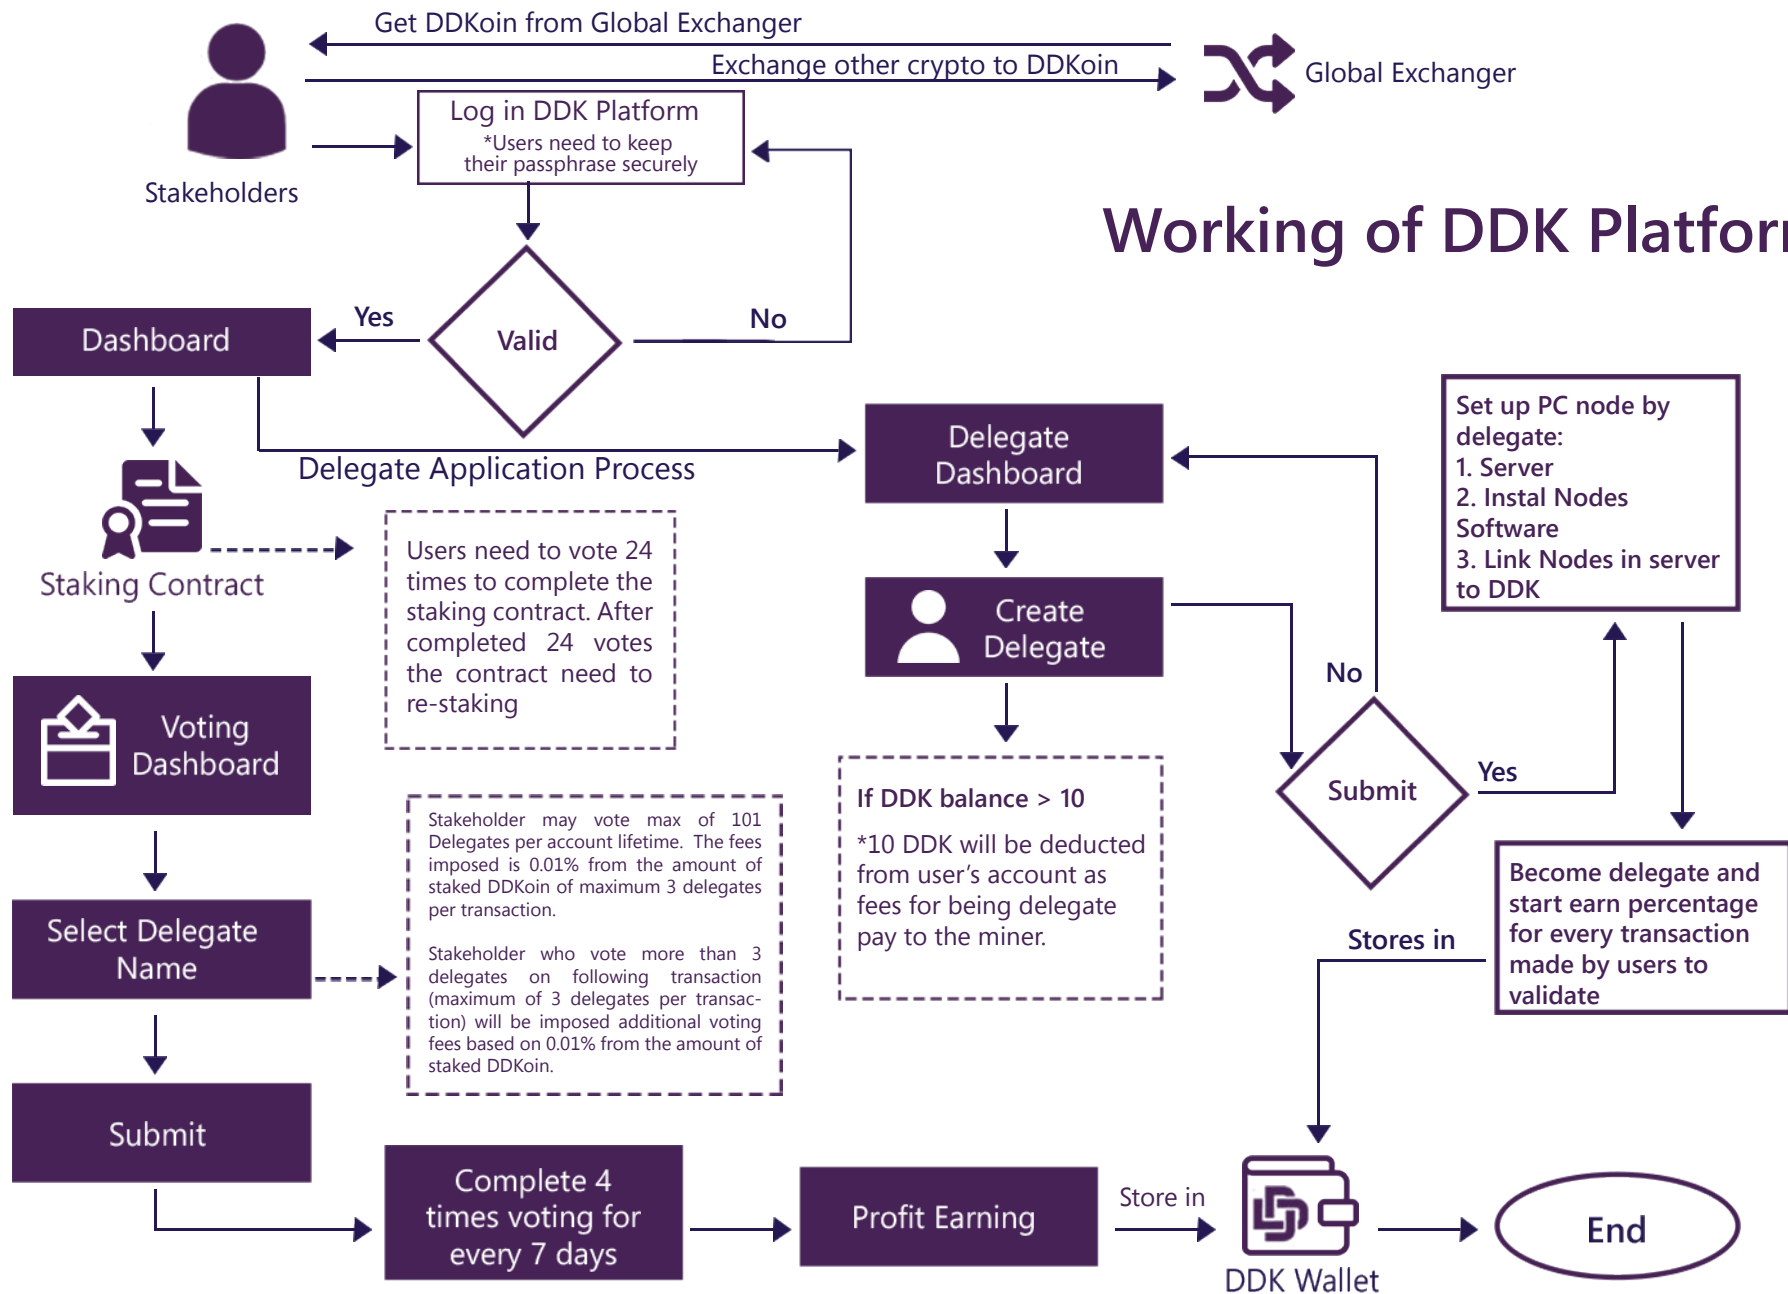 Get DDKoin from Global Exchanger
Exchange other crypto to DDKoin
Global Exchanger
Stakeholders
Log in DDK Platform
*Users need to keep
their passphrase securely
Working of DDK Platform
Valid
Yes
No
Dashboard
Delegate Application Process
Staking Contract
Users need to vote 24
times to complete the
staking contract. After
completed 24 votes
the contract need to
re-staking
Voting
Dashboard
Stakeholder may vote max of 101
Delegates per account lifetime. The fees
imposed is 0.01% from the amount of
staked DDKoin of maximum 3 delegates
per transaction.
Stakeholder who vote more than 3
delegates on following transaction
(maximum of 3 delegates per transac-
tion) will be imposed additional voting
fees based on 0.01% from the amount of
staked DDKoin.
Select Delegate
Name
Submit
Complete 4
times voting for
every 7 days
Profit Earning
Store in
DDK Wallet
End
Delegate
Dashboard
Create
Delegate
If DDK balance > 10
*10 DDK will be deducted
from user's account as
fees for being delegate
pay to the miner.
Submit
No
Yes
Set up PC node by
delegate:
1. Server
2. Instal Nodes
Software
3. Link Nodes in server
to DDK
Become delegate and
start earn percentage
for every transaction
made by users to
validate
Stores in